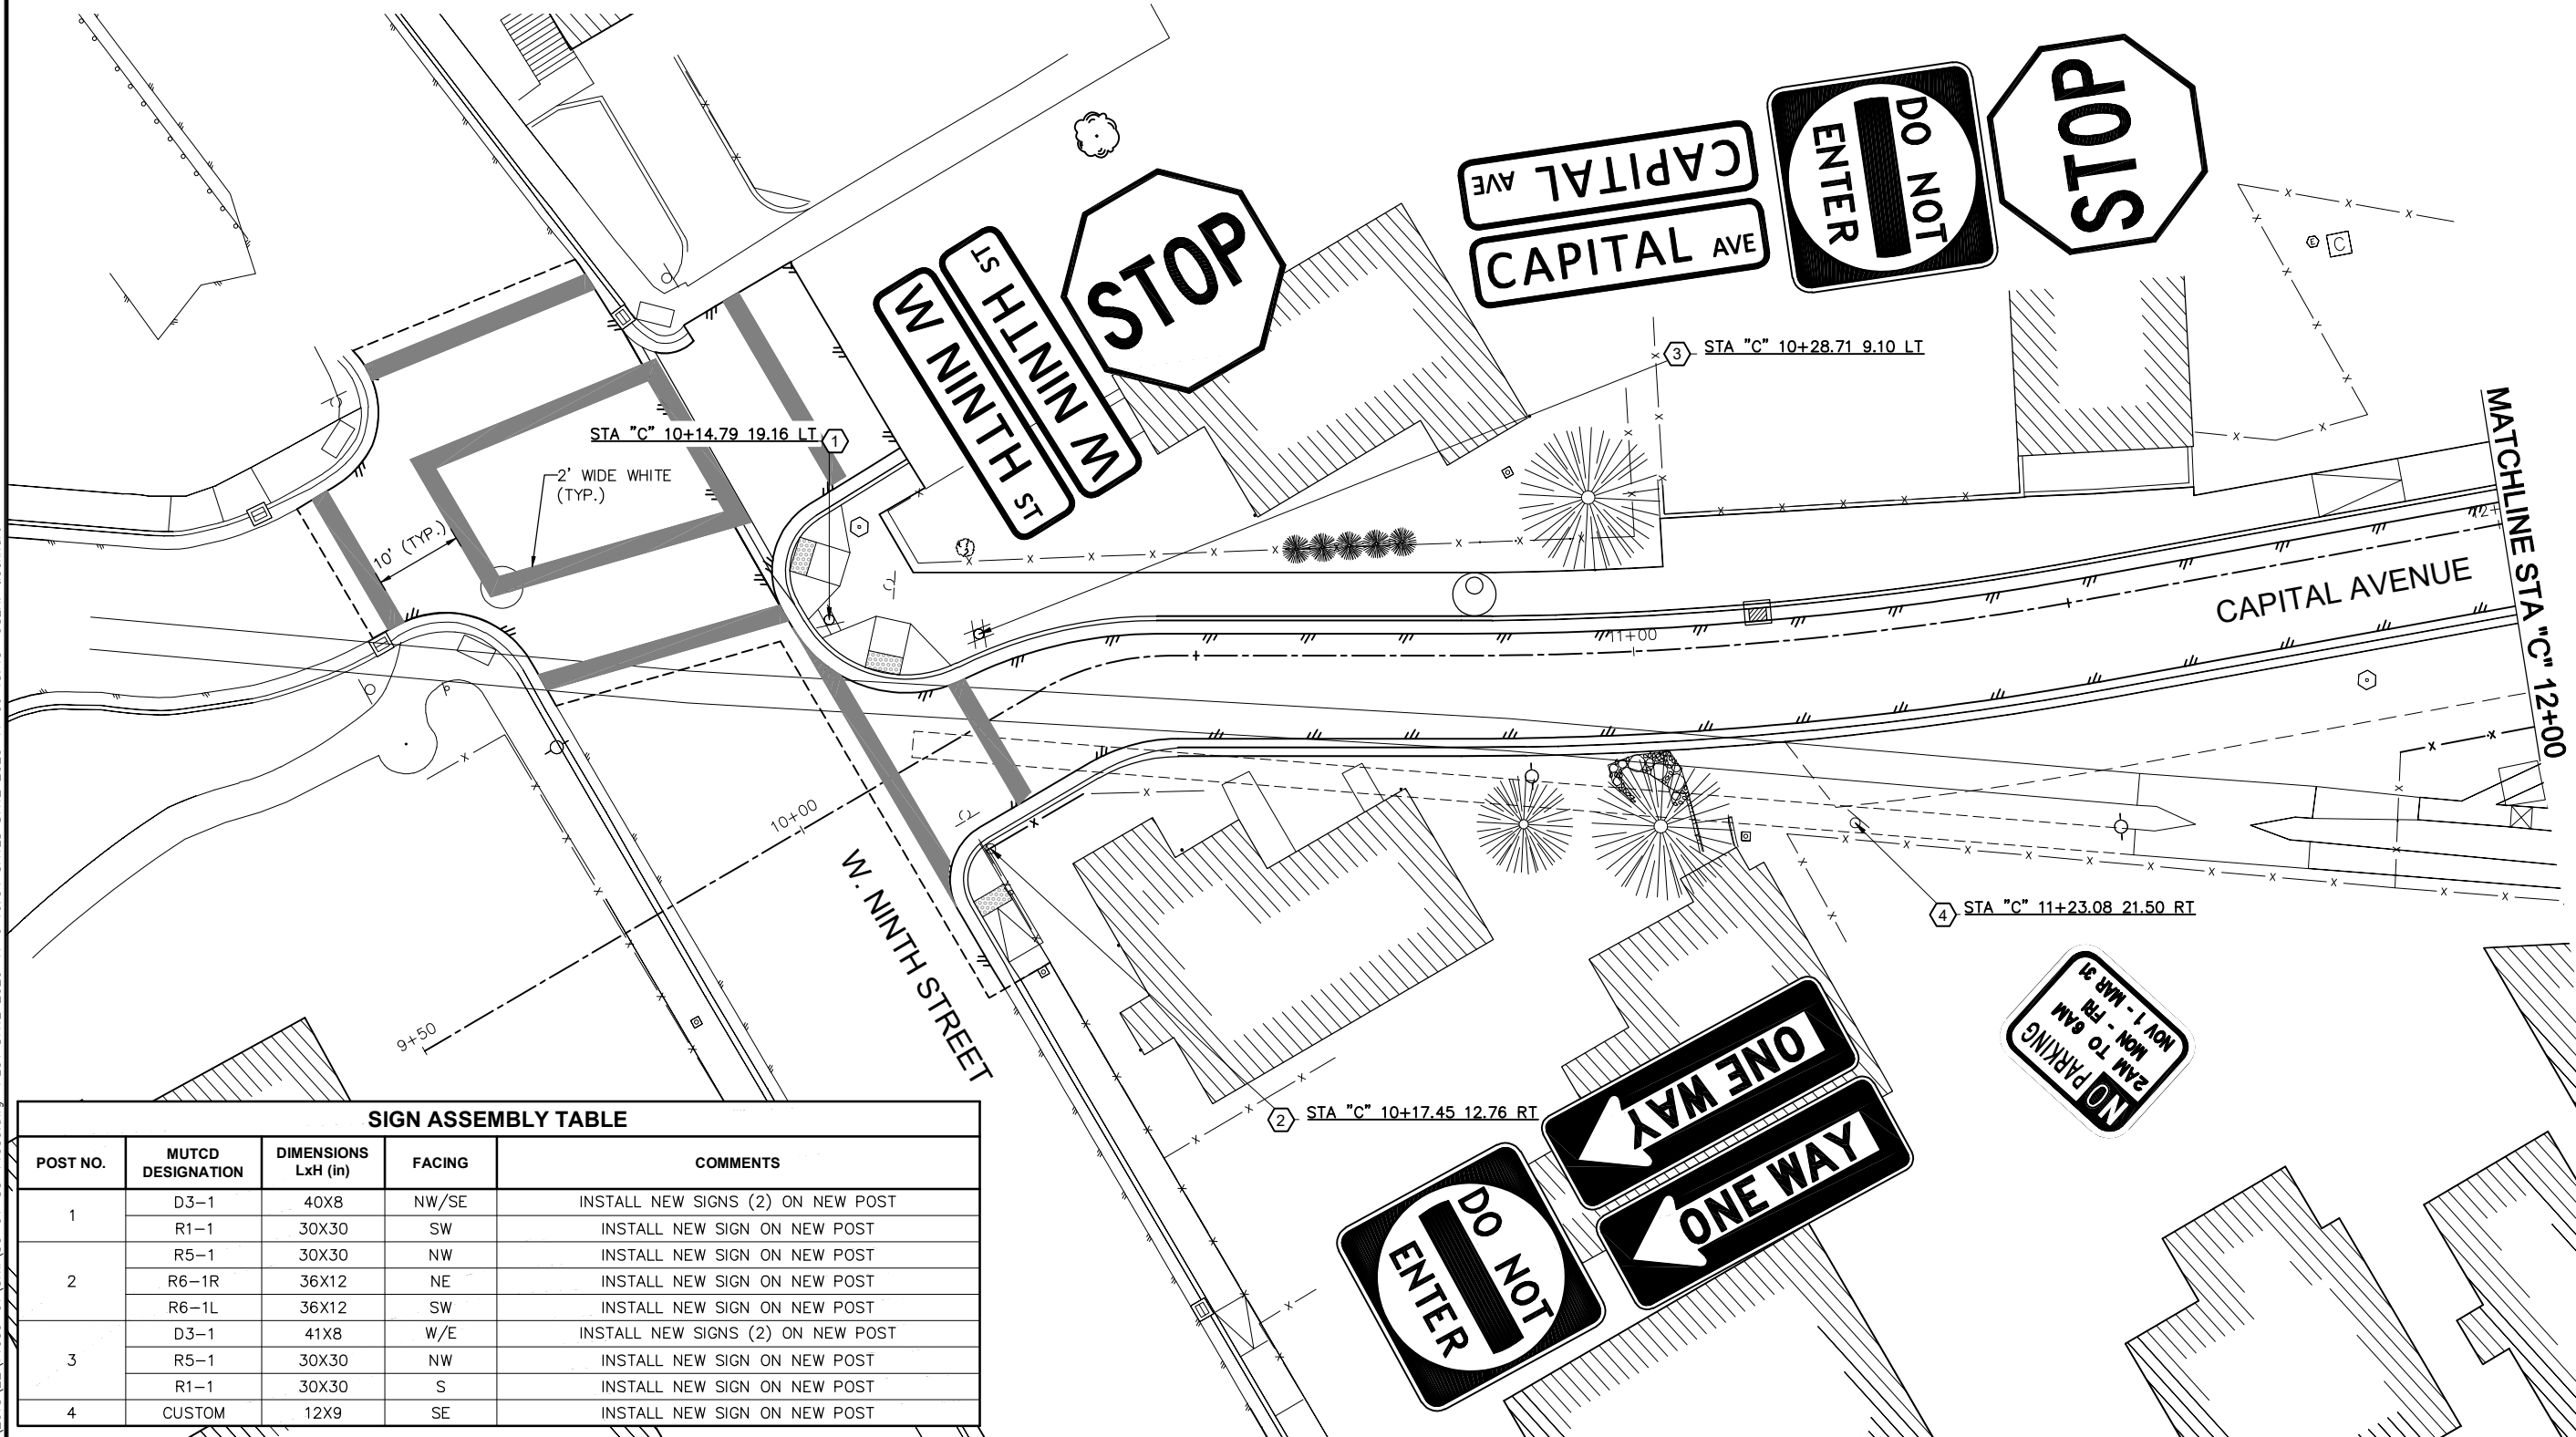 STOP
DO NOT
ENTER
CAPITAL AVE
CAPITAL AVE
STOP
W NINTH ST
W NINTH ST
C
3 STA "C" 10+28.71 9.10 LT
STA "C" 10+14.79 19.16 LT 1
2' WIDE WHITE
(TYP.)
10' (TYP.)
MATCHLINE STA "C" 12+00
CAPITAL AVENUE
11+00
10+00
9+50
W. NINTH STREET
4 STA "C" 11+23.08 21.50 RT
2 STA "C" 10+17.45 12.76 RT
NO PARKING
2AM TO 6AM
MON - FRI
NOV 1 - MAR 31
ONE WAY
ONE WAY
DO NOT
ENTER
SIGN ASSEMBLY TABLE
POST NO. MUTCD DESIGNATION DIMENSIONS LxH (in) FACING COMMENTS
1 D3-1 40X8 NW/SE INSTALL NEW SIGNS (2) ON NEW POST
R1-1 30X30 SW INSTALL NEW SIGN ON NEW POST
2 R5-1 30X30 NW INSTALL NEW SIGN ON NEW POST
R6-1R 36X12 NE INSTALL NEW SIGN ON NEW POST
R6-1L 36X12 SW INSTALL NEW SIGN ON NEW POST
3 D3-1 41X8 W/E INSTALL NEW SIGNS (2) ON NEW POST
R5-1 30X30 NW INSTALL NEW SIGN ON NEW POST
R1-1 30X30 S INSTALL NEW SIGN ON NEW POST
4 CUSTOM 12X9 SE INSTALL NEW SIGN ON NEW POST